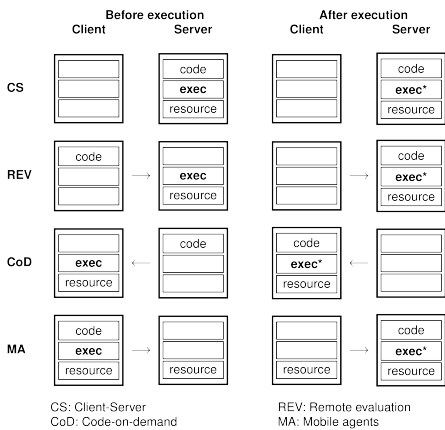 Before execution After execution
Client Server Client Server
CS
code
exec
resource
code
exec*
resource
REV
code
exec
resource
→
code
exec*
resource
→
CoD
exec
resource
code
←
code
exec*
resource
←
MA
code
exec
resource
→
resource
code
exec*
resource
→
CS: Client-Server REV: Remote evaluation
CoD: Code-on-demand MA: Mobile agents